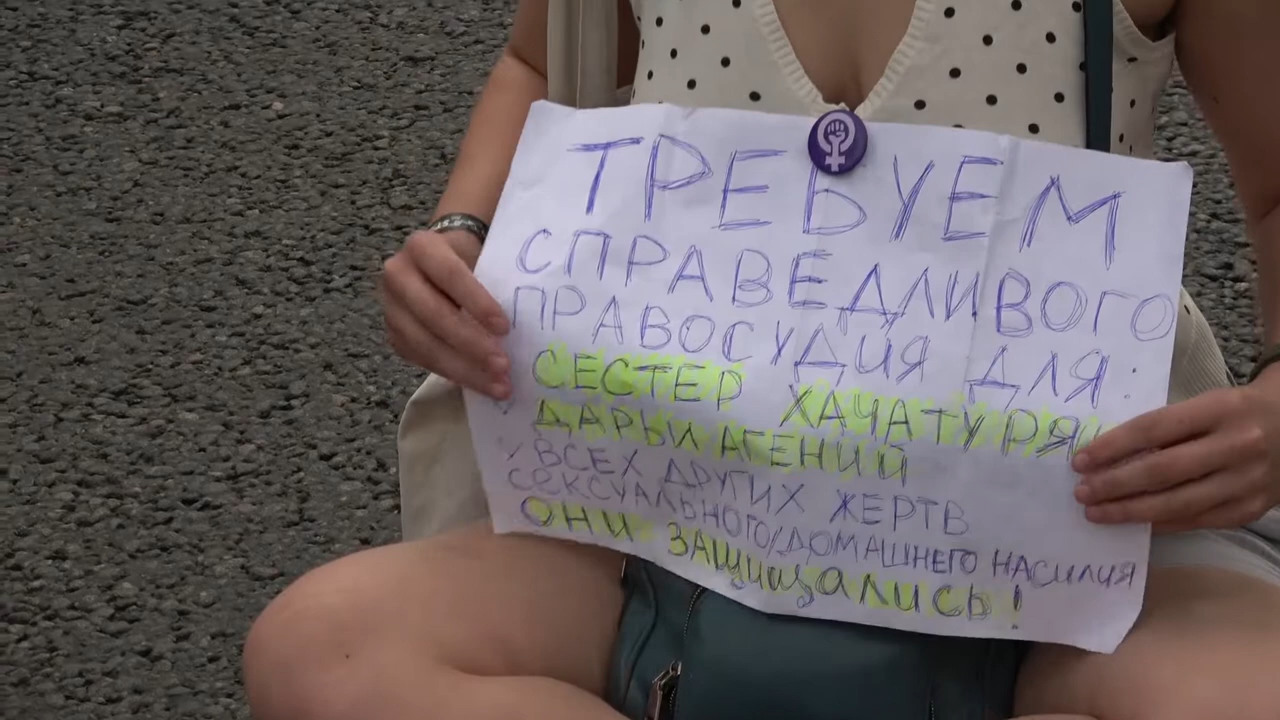 ТРЕБУЕМ
СПРАВЕДЛИВОГО
ПРАВОСУДИЯ ДЛЯ:
СЕСТЕР ХАЧАТУРЯН
ДАРЬИ АГЕНИЙ
И ВСЕХ ДРУГИХ ЖЕРТВ
СЕКСУАЛЬНОГО/ДОМАШНЕГО НАСИЛИЯ
ОНИ ЗАЩИЩАЛИСЬ!